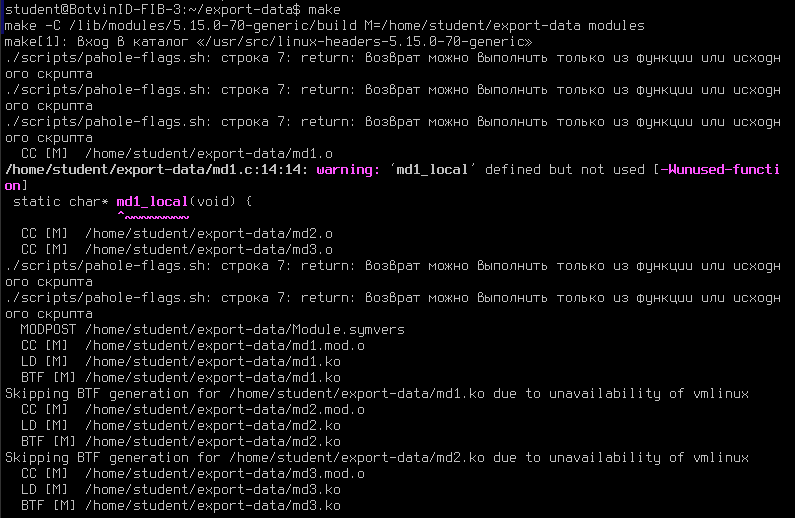 student@BotvinID-FIB-3:~/export-data$ make
make -C /lib/modules/5.15.0-70-generic/build M=/home/student/export-data modules
make[1]: вход в каталог «/usr/src/linux-headers-5.15.0-70-generic»
./scripts/pahole-flags.sh: строка 7: return: возврат можно выполнить только из функции или исходн
ого скрипта
./scripts/pahole-flags.sh: строка 7: return: возврат можно выполнить только из функции или исходн
ого скрипта
./scripts/pahole-flags.sh: строка 7: return: возврат можно выполнить только из функции или исходн
ого скрипта
  CC [M]  /home/student/export-data/md1.o
/home/student/export-data/md1.c:14:14: warning: ‘md1_local’ defined but not used [-Wunused-functi
on]
 static char* md1_local(void) {
              ^~~~~~~~~
  CC [M]  /home/student/export-data/md2.o
  CC [M]  /home/student/export-data/md3.o
./scripts/pahole-flags.sh: строка 7: return: возврат можно выполнить только из функции или исходн
ого скрипта
./scripts/pahole-flags.sh: строка 7: return: возврат можно выполнить только из функции или исходн
ого скрипта
  MODPOST /home/student/export-data/Module.symvers
  CC [M]  /home/student/export-data/md1.mod.o
  LD [M]  /home/student/export-data/md1.ko
  BTF [M] /home/student/export-data/md1.ko
Skipping BTF generation for /home/student/export-data/md1.ko due to unavailability of vmlinux
  CC [M]  /home/student/export-data/md2.mod.o
  LD [M]  /home/student/export-data/md2.ko
  BTF [M] /home/student/export-data/md2.ko
Skipping BTF generation for /home/student/export-data/md2.ko due to unavailability of vmlinux
  CC [M]  /home/student/export-data/md3.mod.o
  LD [M]  /home/student/export-data/md3.ko
  BTF [M] /home/student/export-data/md3.ko